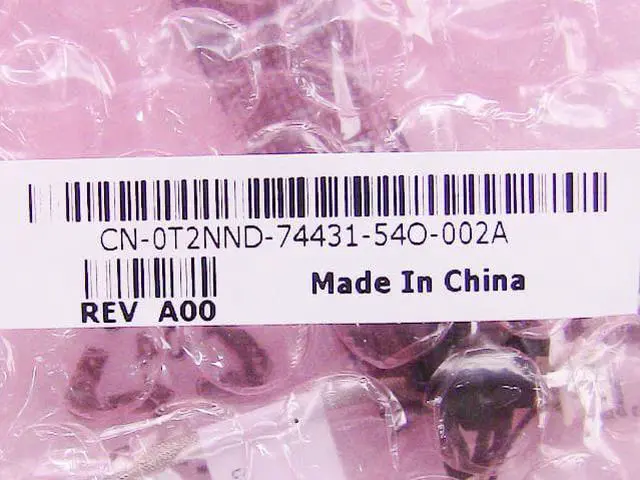 CN-0T2NND-74431-54O-002A
Made In China
REV A00